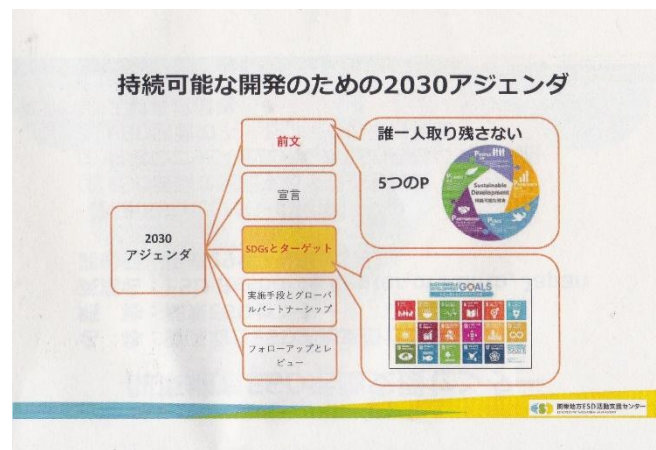 持続可能な開発のための2030アジェンダ
前文
誰一人取り残さない
5つのP
Sustainable
Development
宣言
2030
アジェンダ
SDGsとターゲット
GOALS
実施手段とグローバ
ルパートナーシップ
フォローアップとレ
ビュー
関東地方ESD活動支援センター